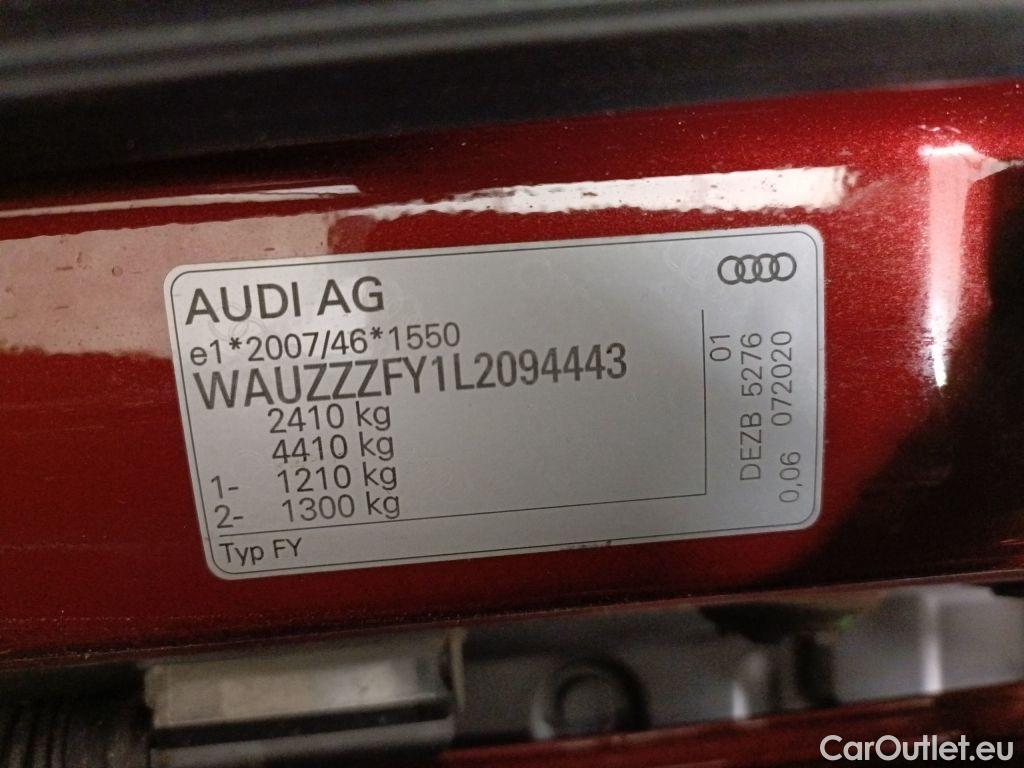 AUDI AG
e1*2007/46*1550
WAUZZZFY1L2094443
2410 kg
4410 kg
1- 1210 kg
2- 1300 kg
Typ FY
01
DEZB 5276
0,06 072020
CarOutlet.eu